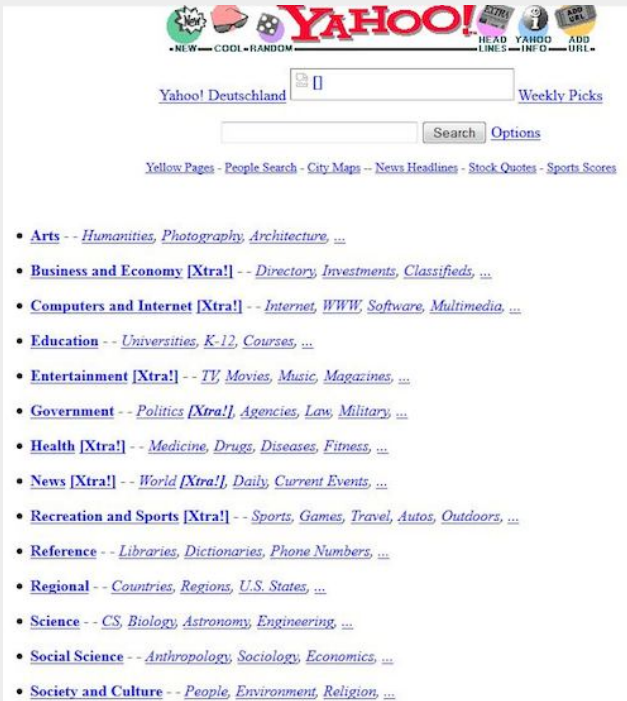 New EXTRA ADD URL
YAHOO!
NEW COOL RANDOM HEAD LINES YAHOO INFO ADD URL
Yahoo! Deutschland [] Weekly Picks
Search Options
Yellow Pages - People Search - City Maps -- News Headlines - Stock Quotes - Sports Scores
• Arts - - Humanities, Photography, Architecture, ...
• Business and Economy [Xtra!] - - Directory, Investments, Classifieds, ...
• Computers and Internet [Xtra!] - - Internet, WWW, Software, Multimedia, ...
• Education - - Universities, K-12, Courses, ...
• Entertainment [Xtra!] - - TV, Movies, Music, Magazines, ...
• Government - - Politics [Xtra!], Agencies, Law, Military, ...
• Health [Xtra!] - - Medicine, Drugs, Diseases, Fitness, ...
• News [Xtra!] - - World [Xtra!], Daily, Current Events, ...
• Recreation and Sports [Xtra!] - - Sports, Games, Travel, Autos, Outdoors, ...
• Reference - - Libraries, Dictionaries, Phone Numbers, ...
• Regional - - Countries, Regions, U.S. States, ...
• Science - - CS, Biology, Astronomy, Engineering, ...
• Social Science - - Anthropology, Sociology, Economics, ...
• Society and Culture - - People, Environment, Religion, ...